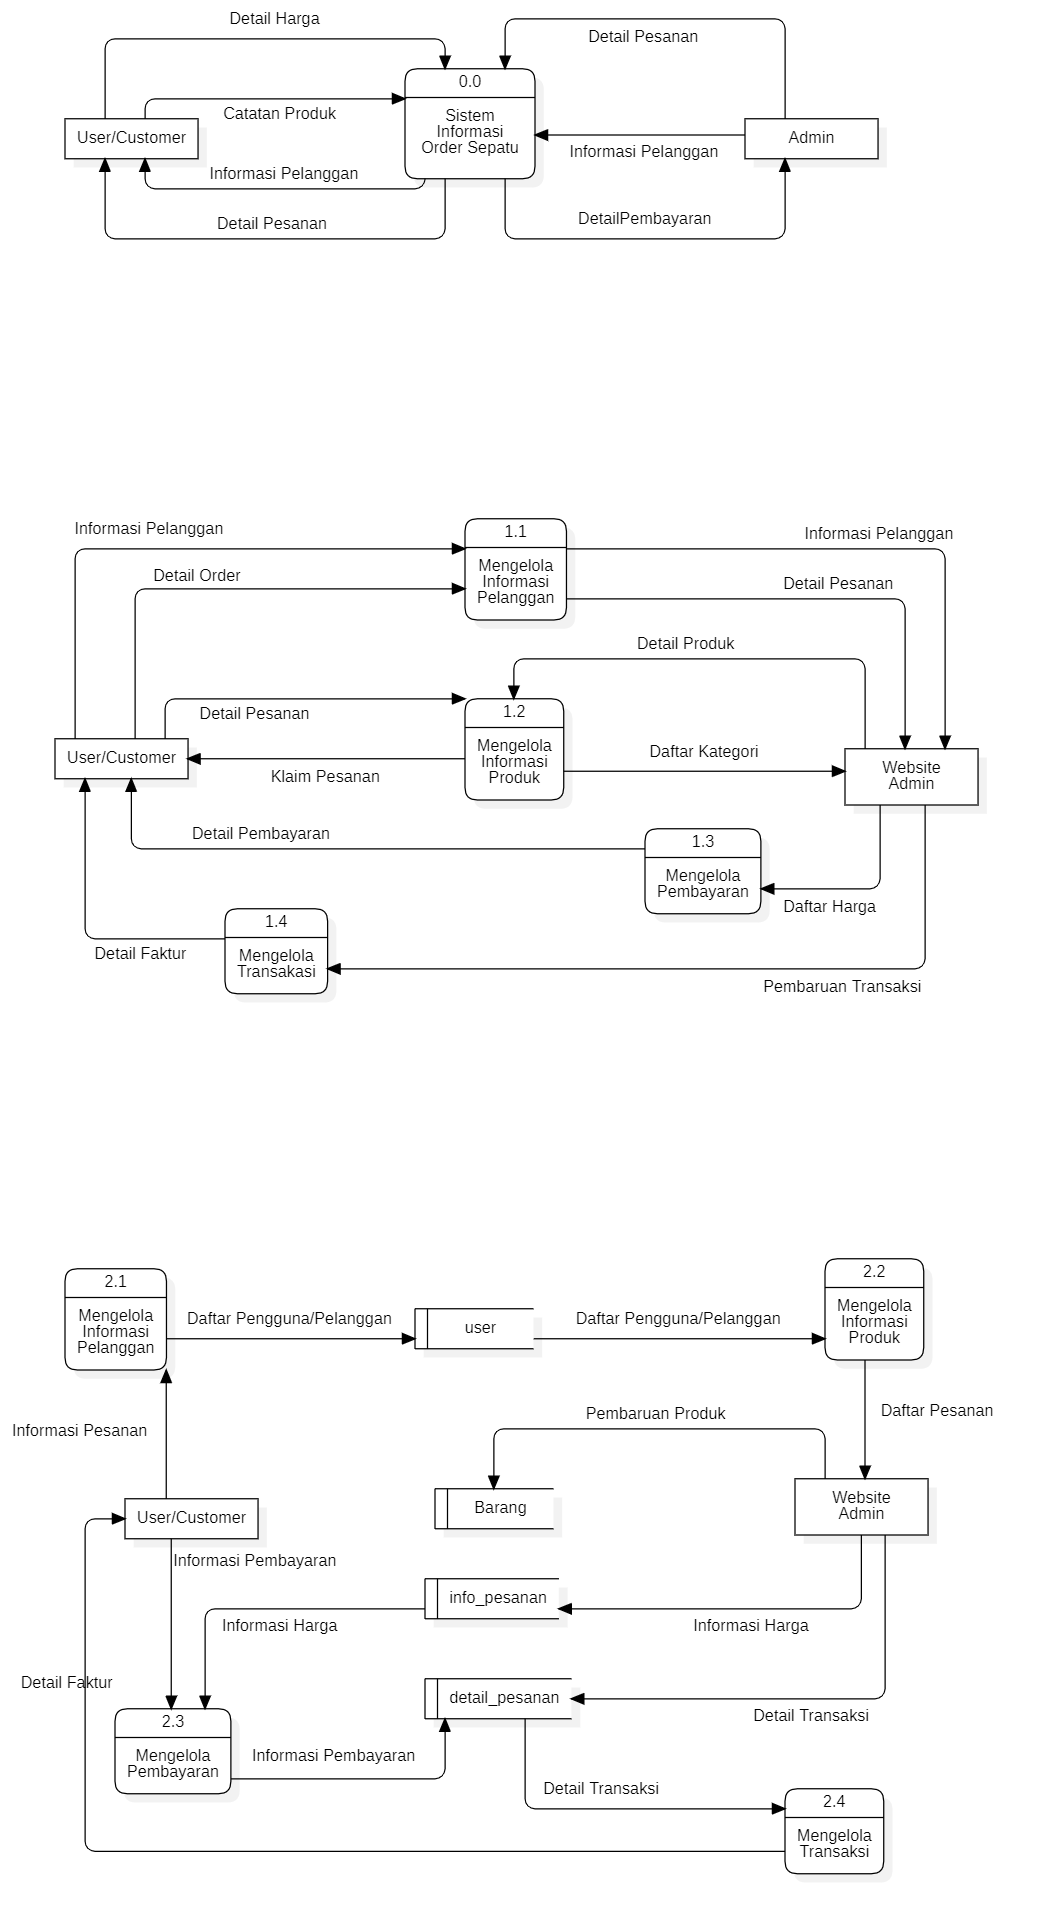 Detail Harga
Detail Pesanan
0.0
Catatan Produk
Sistem
Informasi
Order Sepatu
User/Customer
Admin
Informasi Pelanggan
Informasi Pelanggan
Detail Pesanan
DetailPembayaran
Informasi Pelanggan
1.1
Informasi Pelanggan
Mengelola
Informasi
Pelanggan
Detail Order
Detail Pesanan
Detail Produk
Detail Pesanan
1.2
Mengelola
Informasi
Produk
Daftar Kategori
User/Customer
Website
Admin
Klaim Pesanan
Detail Pembayaran
1.3
Mengelola
Pembayaran
Daftar Harga
1.4
Mengelola
Transakasi
Detail Faktur
Pembaruan Transaksi
2.1
Mengelola
Informasi
Pelanggan
Daftar Pengguna/Pelanggan
user
Daftar Pengguna/Pelanggan
2.2
Mengelola
Informasi
Produk
Informasi Pesanan
Pembaruan Produk
Daftar Pesanan
User/Customer
Barang
Website
Admin
Informasi Pembayaran
info_pesanan
Informasi Harga
Informasi Harga
Detail Faktur
detail_pesanan
Detail Transaksi
2.3
Mengelola
Pembayaran
Informasi Pembayaran
Detail Transaksi
2.4
Mengelola
Transaksi